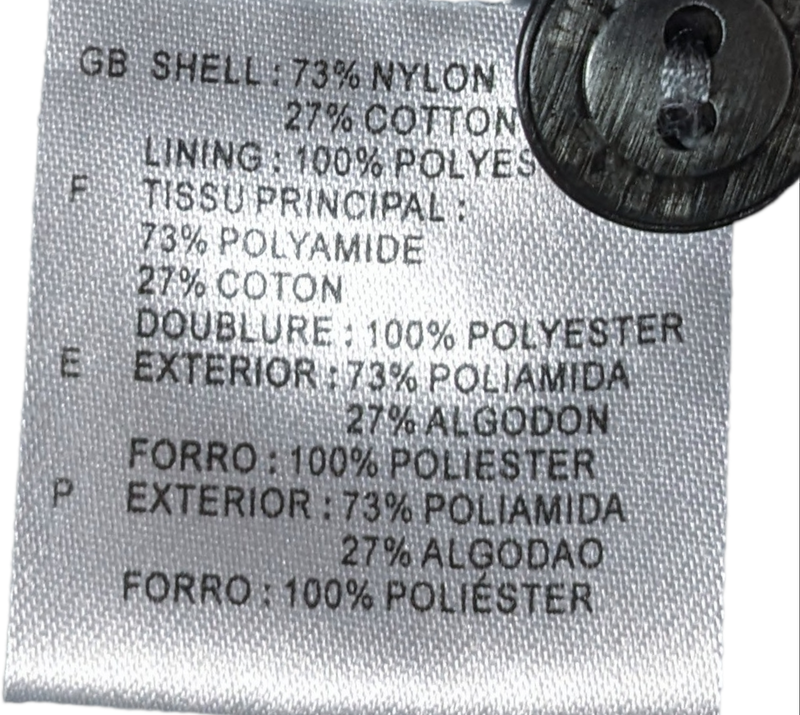 GB SHELL : 73% NYLON
27% COTTON
LINING : 100% POLYES
F TISSU PRINCIPAL :
73% POLYAMIDE
27% COTON
DOUBLURE : 100% POLYESTER
E EXTERIOR : 73% POLIAMIDA
27% ALGODON
FORRO : 100% POLIESTER
P EXTERIOR : 73% POLIAMIDA
27% ALGODAO
FORRO : 100% POLIÉSTER